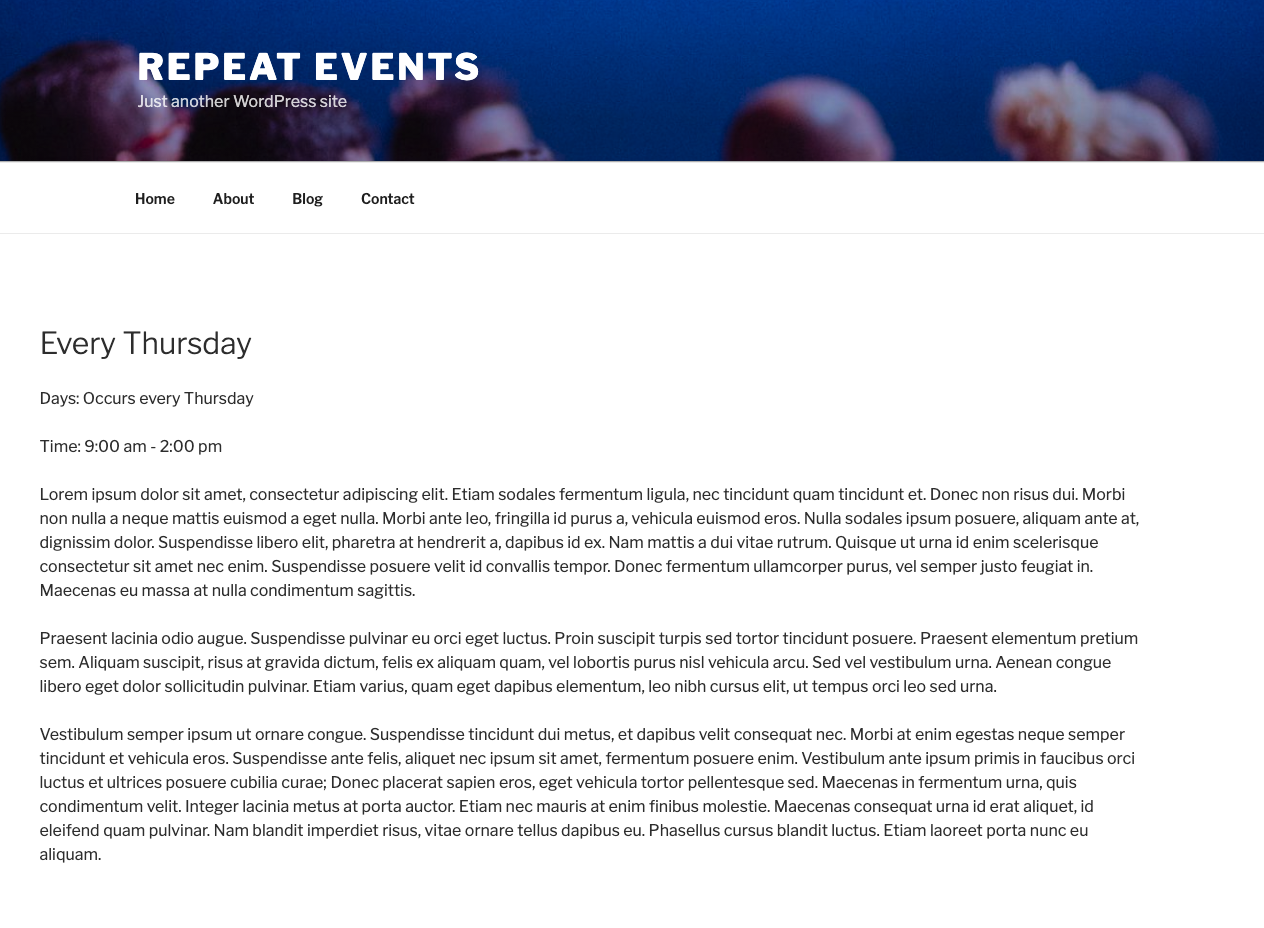 REPEAT EVENTS
Just another WordPress site
Home About Blog Contact
Every Thursday
Days: Occurs every Thursday
Time: 9:00 am - 2:00 pm
Lorem ipsum dolor sit amet, consectetur adipiscing elit. Etiam sodales fermentum ligula, nec tincidunt quam tincidunt et. Donec non risus dui. Morbi
non nulla a neque mattis euismod a eget nulla. Morbi ante leo, fringilla id purus a, vehicula euismod eros. Nulla sodales ipsum posuere, aliquam ante at,
dignissim dolor. Suspendisse libero elit, pharetra at hendrerit a, dapibus id ex. Nam mattis a dui vitae rutrum. Quisque ut urna id enim scelerisque
consectetur sit amet nec enim. Suspendisse posuere velit id convallis tempor. Donec fermentum ullamcorper purus, vel semper justo feugiat in.
Maecenas eu massa at nulla condimentum sagittis.
Praesent lacinia odio augue. Suspendisse pulvinar eu orci eget luctus. Proin suscipit turpis sed tortor tincidunt posuere. Praesent elementum pretium
sem. Aliquam suscipit, risus at gravida dictum, felis ex aliquam quam, vel lobortis purus nisl vehicula arcu. Sed vel vestibulum urna. Aenean congue
libero eget dolor sollicitudin pulvinar. Etiam varius, quam eget dapibus elementum, leo nibh cursus elit, ut tempus orci leo sed urna.
Vestibulum semper ipsum ut ornare congue. Suspendisse tincidunt dui metus, et dapibus velit consequat nec. Morbi at enim egestas neque semper
tincidunt et vehicula eros. Suspendisse ante felis, aliquet nec ipsum sit amet, fermentum posuere enim. Vestibulum ante ipsum primis in faucibus orci
luctus et ultrices posuere cubilia curae; Donec placerat sapien eros, eget vehicula tortor pellentesque sed. Maecenas in fermentum urna, quis
condimentum velit. Integer lacinia metus at porta auctor. Etiam nec mauris at enim finibus molestie. Maecenas consequat urna id erat aliquet, id
eleifend quam pulvinar. Nam blandit imperdiet risus, vitae ornare tellus dapibus eu. Phasellus cursus blandit luctus. Etiam laoreet porta nunc eu
aliquam.